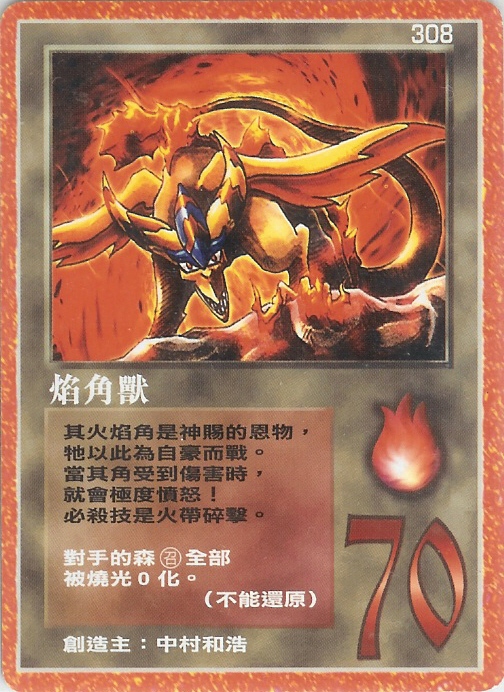 308
焰角獸
其火焰角是神賜的恩物，
牠以此為自豪而戰。
當其角受到傷害時，
就會極度憤怒！
必殺技是火帶碎擊。
對手的森㊁全部
被燒光0化。
（不能還原）
70
創造主：中村和浩